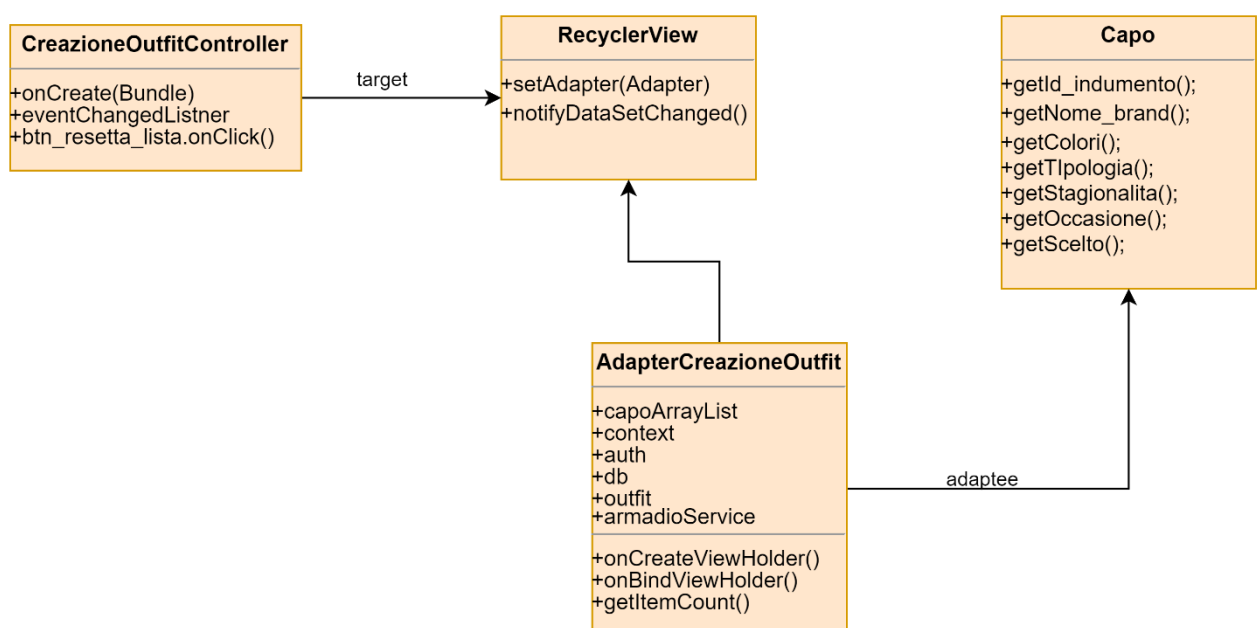 CreazioneOutfitController
+onCreate(Bundle)
+eventChangedListner
+btn_resetta_lista.onClick()
target
RecyclerView
+setAdapter(Adapter)
+notifyDataSetChanged()
Capo
+getId_indumento();
+getNome_brand();
+getColori();
+getTIpologia();
+getStagionalita();
+getOccasione();
+getScelto();
AdapterCreazioneOutfit
+capoArrayList
+context
+auth
+db
+outfit
+armadioService
+onCreateViewHolder()
+onBindViewHolder()
+getItemCount()
adaptee